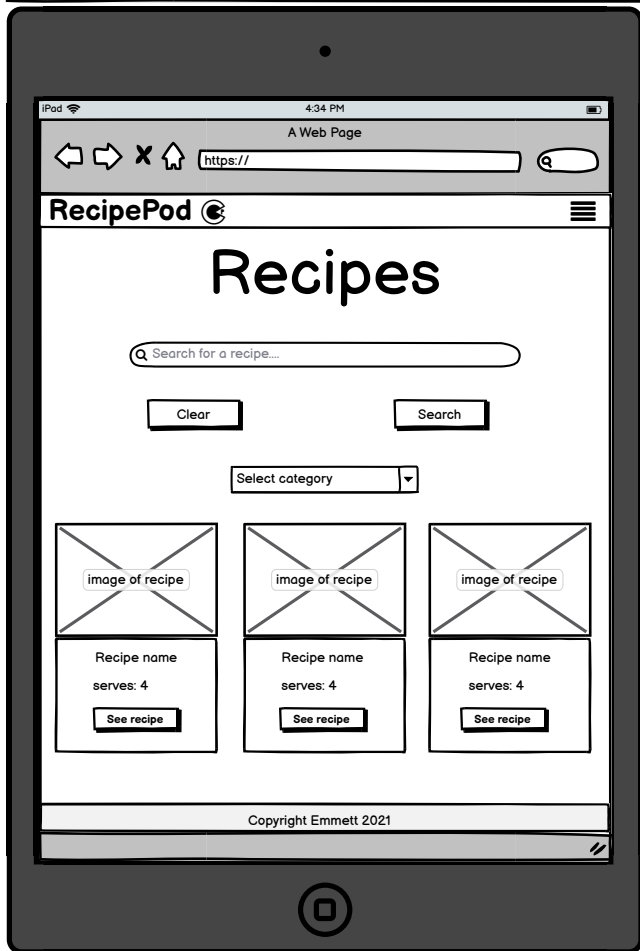 iPad 4:34 PM
A Web Page
https://
RecipePod
Recipes
Search for a recipe....
Clear Search
Select category
image of recipe image of recipe image of recipe
Recipe name Recipe name Recipe name
serves: 4 serves: 4 serves: 4
See recipe See recipe See recipe
Copyright Emmett 2021